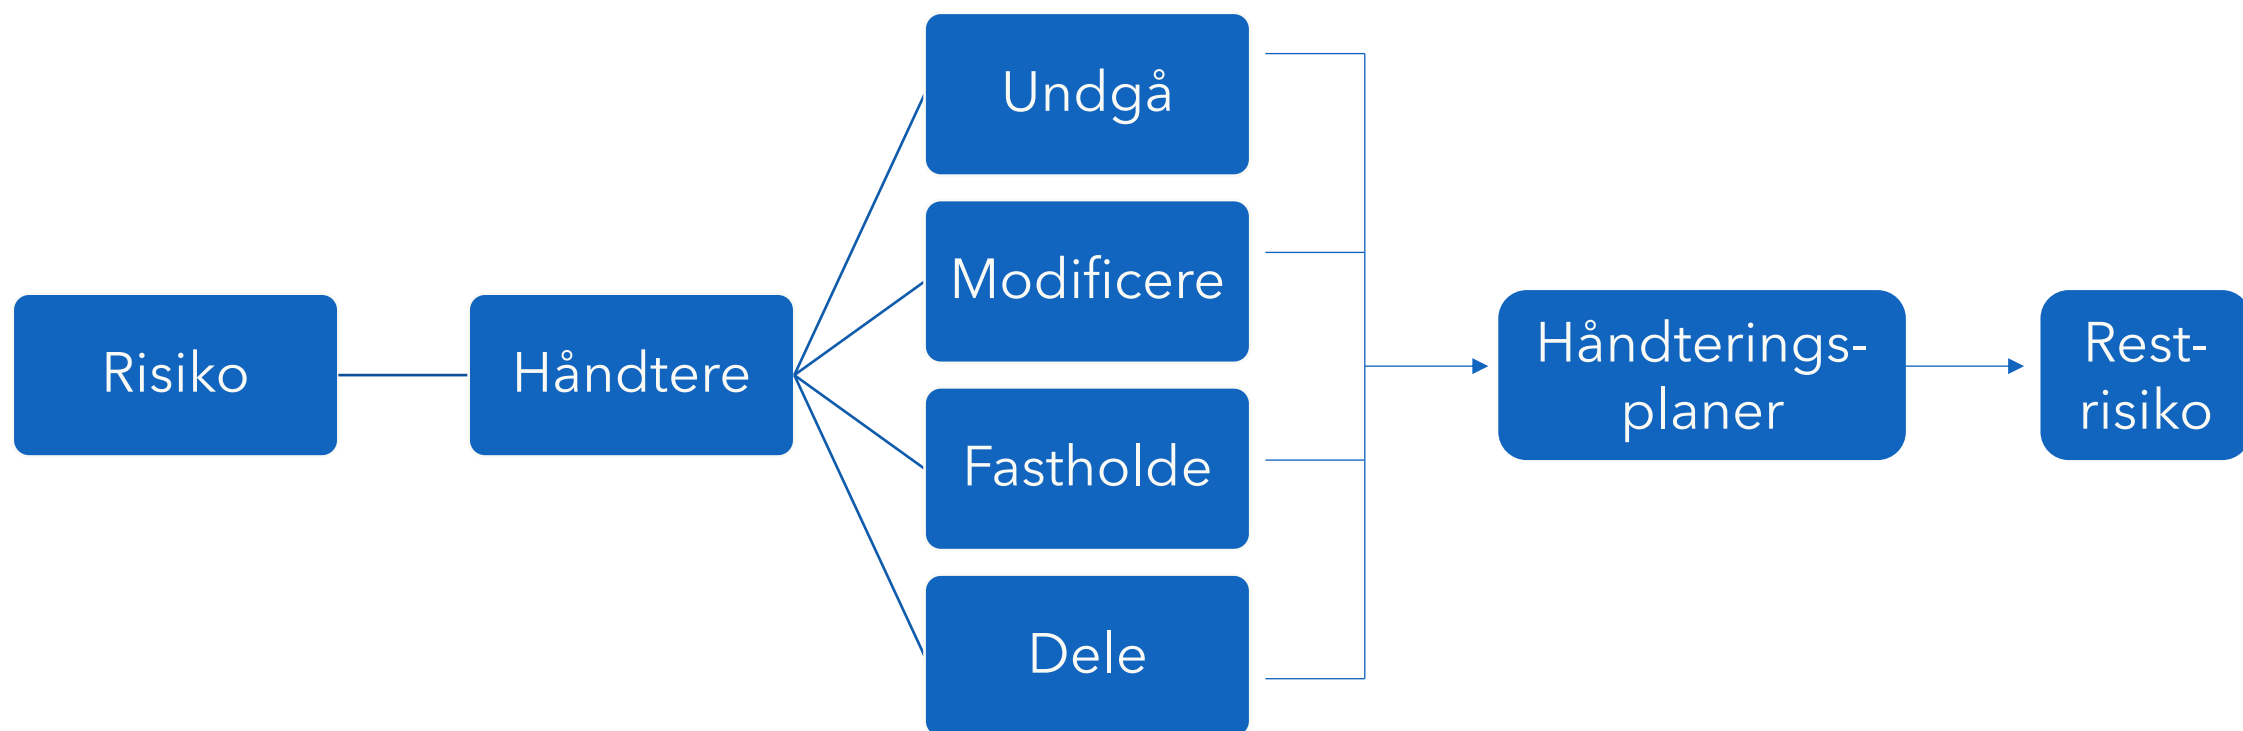 Risiko
Håndtere
Undgå
Modificere
Fastholde
Dele
Håndterings-
planer
Rest-
risiko